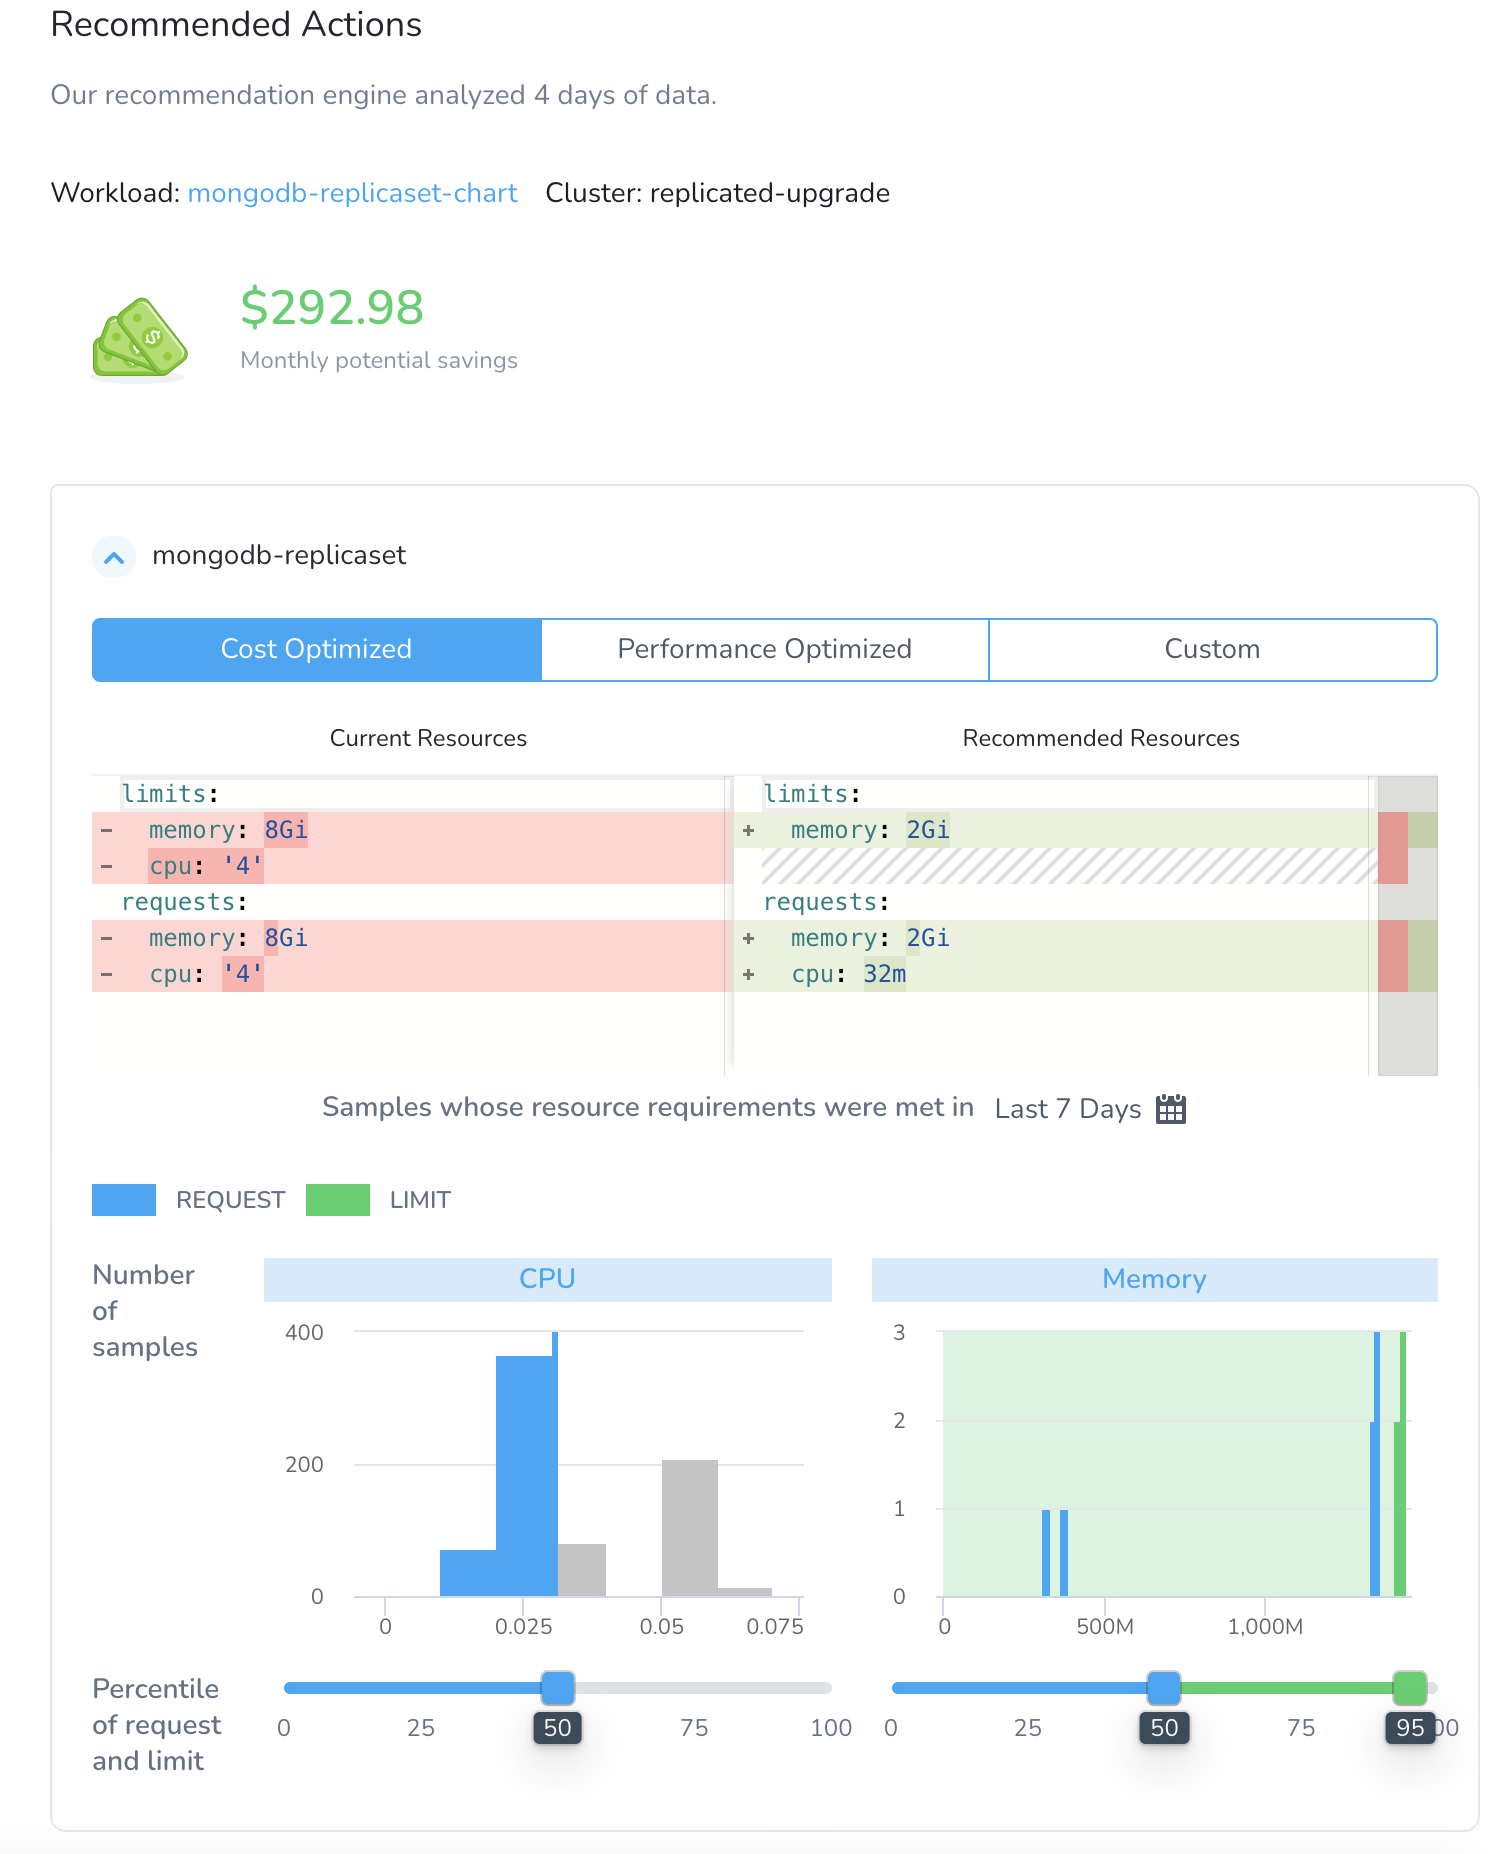 Recommended Actions
Our recommendation engine analyzed 4 days of data.
Workload: mongodb-replicaset-chart Cluster: replicated-upgrade
$292.98
Monthly potential savings
mongodb-replicaset
Cost Optimized Performance Optimized Custom
Current Resources Recommended Resources
limits: limits:
- memory: 8Gi + memory: 2Gi
- cpu: '4'
requests: requests:
- memory: 8Gi + memory: 2Gi
- cpu: '4' + cpu: 32m
Samples whose resource requirements were met in Last 7 Days
REQUEST LIMIT
Number
of
samples
CPU
400
200
0
0 0.025 0.05 0.075
Memory
3
2
1
0
0 500M 1,000M
Percentile
of request
and limit
0 25 50 75 100
0 25 50 75 95 00